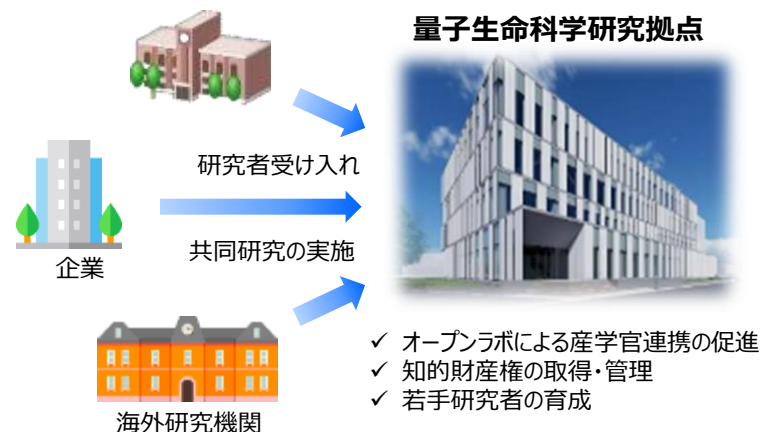 量子生命科学研究拠点
研究者受け入れ
共同研究の実施
企業
海外研究機関
✓ オープンラボによる産学官連携の促進
✓ 知的財産権の取得・管理
✓ 若手研究者の育成